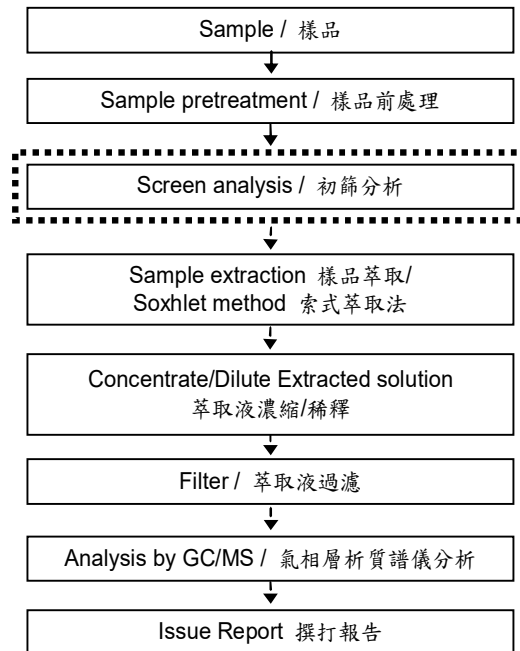 Sample / 樣品
Sample pretreatment / 樣品前處理
Screen analysis / 初篩分析
Sample extraction 樣品萃取/
Soxhlet method 索式萃取法
Concentrate/Dilute Extracted solution
萃取液濃縮/稀釋
Filter / 萃取液過濾
Analysis by GC/MS / 氣相層析質譜儀分析
Issue Report 撰打報告